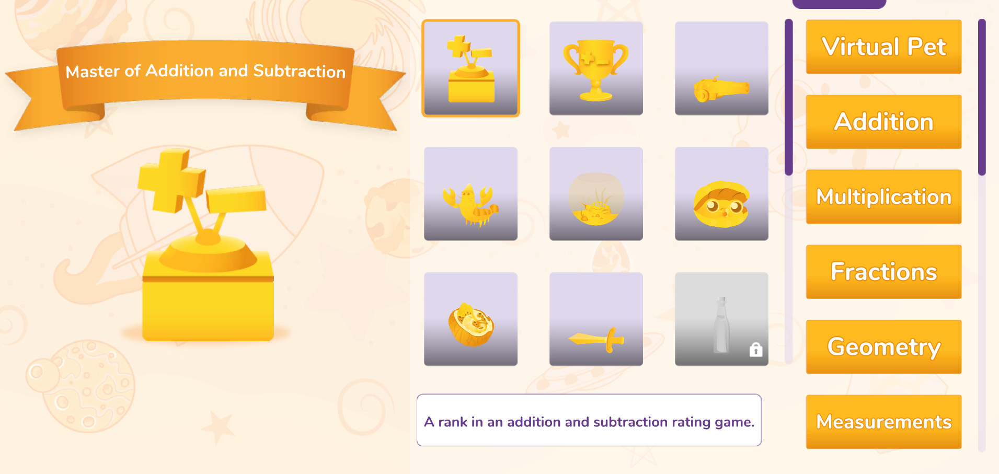 Master of Addition and Subtraction
A rank in an addition and subtraction rating game.
Virtual Pet
Addition
Multiplication
Fractions
Geometry
Measurements